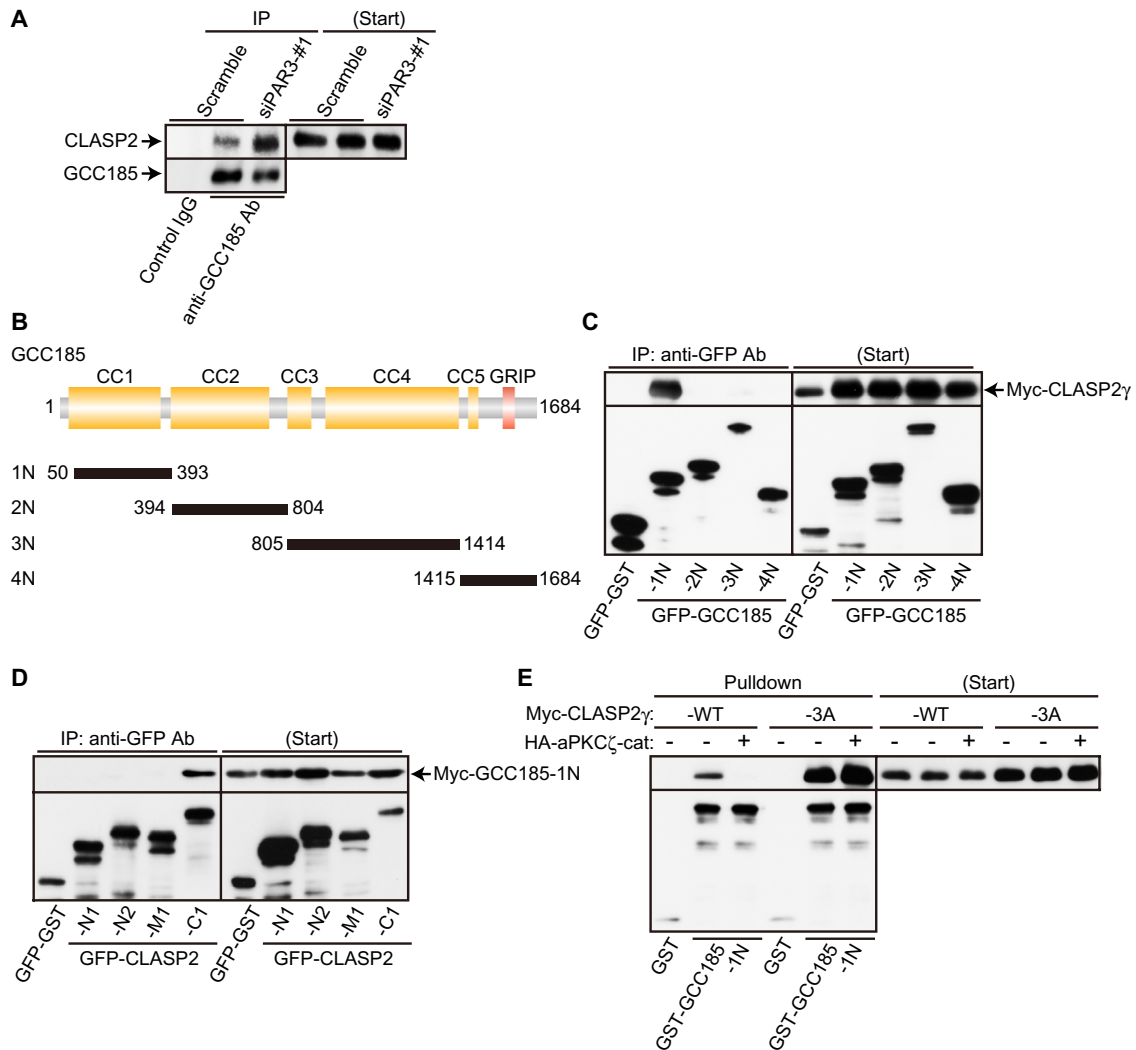 A
IP (Start)
Scramble siPAR3-#1 Scramble siPAR3-#1
CLASP2
GCC185
Control IgG anti-GCC185 Ab
B
GCC185
CC1 CC2 CC3 CC4 CC5 GRIP
1 1684
1N 50 393
2N 394 804
3N 805 1414
4N 1415 1684
C
IP: anti-GFP Ab (Start)
Myc-CLASP2γ
GFP-GST -1N -2N -3N -4N GFP-GST -1N -2N -3N -4N
GFP-GCC185 GFP-GCC185
D
IP: anti-GFP Ab (Start)
Myc-GCC185-1N
GFP-GST -N1 -N2 -M1 -C1 GFP-GST -N1 -N2 -M1 -C1
GFP-CLASP2 GFP-CLASP2
E
Pulldown (Start)
Myc-CLASP2γ: -WT -3A -WT -3A
HA-aPKCζ-cat: - - + - - + - - + - - +
GST GST-GCC185 -1N GST GST-GCC185 -1N